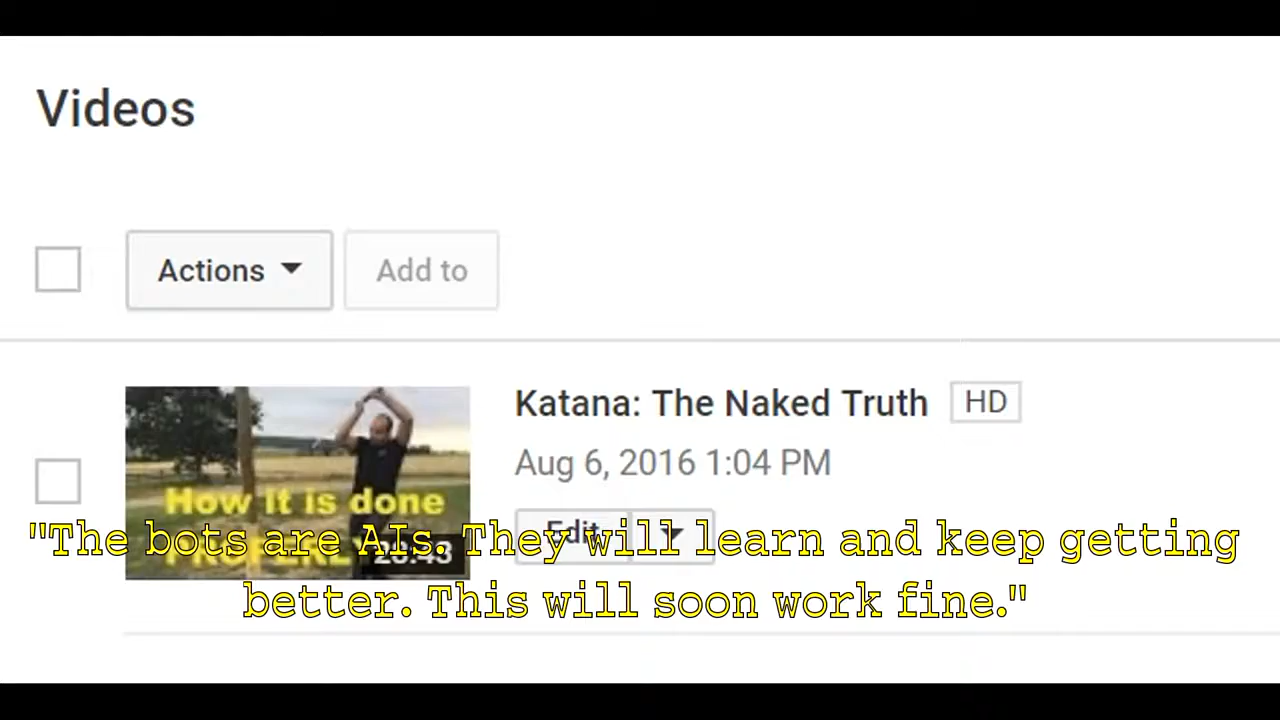 Videos
Actions
Add to
Katana: The Naked Truth HD
Aug 6, 2016 1:04 PM
How it is done
Edit
"The bots are AIs. They will learn and keep getting
better. This will soon work fine."